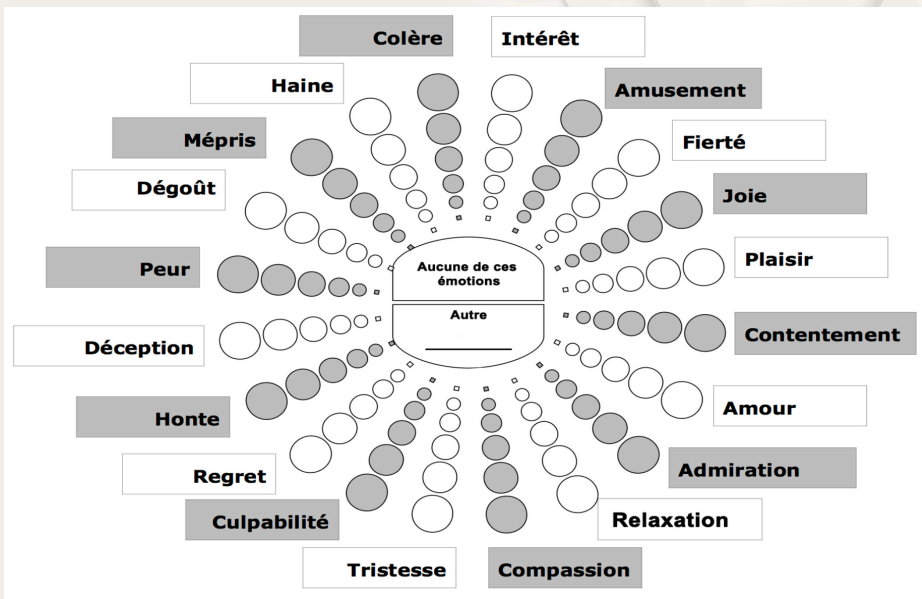 Colère
Intérêt
Haine
Amusement
Mépris
Fierté
Dégoût
Joie
Peur
Plaisir
Aucune de ces
émotions
Autre
Déception
Contentement
Honte
Amour
Regret
Admiration
Culpabilité
Relaxation
Tristesse
Compassion